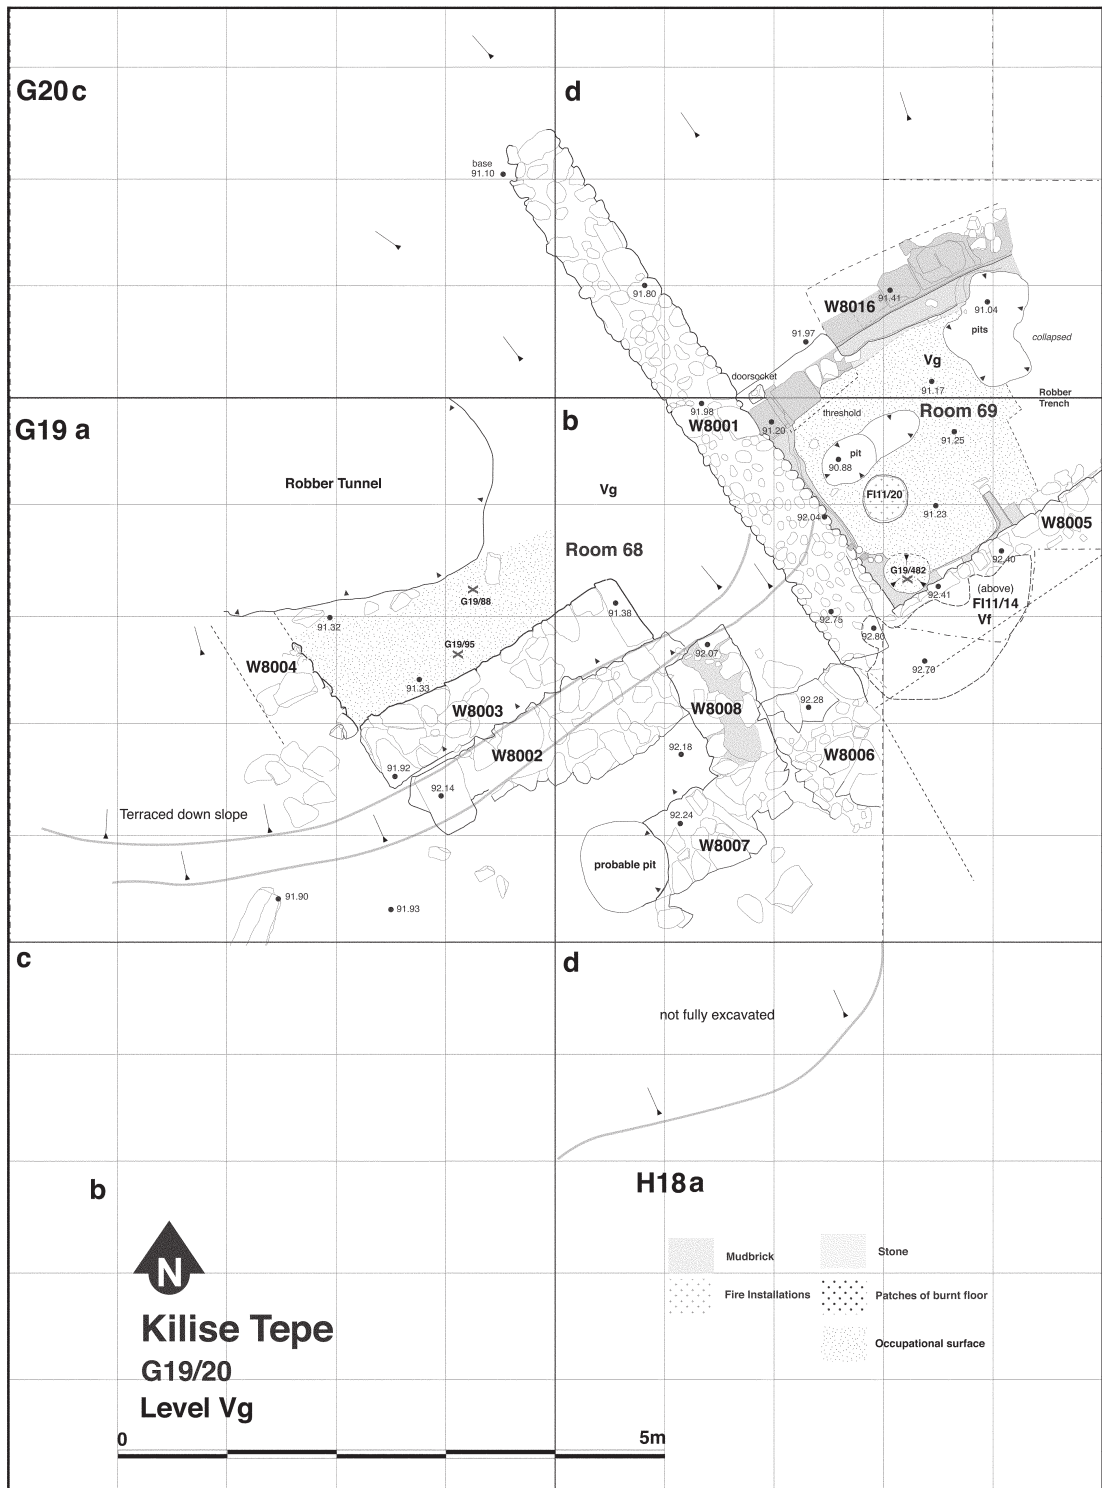 G20 c
d
base
91.10
91.80
W8016
91.41
91.04
pits
collapsed
91.97
Vg
91.17
doorsocket
Robber
Trench
G19 a
b
91.98
W8001
91.20
threshold
Room 69
91.25
pit
90.88
Robber Tunnel
Vg
FI11/20
91.23
92.04
W8005
Room 68
92.40
G19/482
92.41
(above)
FI11/14
Vf
G19/88
91.38
91.32
92.75
92.80
G19/95
W8004
92.07
92.70
91.33
W8003
W8008
92.28
W8002
92.18
W8006
91.92
92.14
Terraced down slope
92.24
W8007
probable pit
91.90
91.93
c
d
not fully excavated
b
H18a
N
Mudbrick
Stone
Fire Installations
Patches of burnt floor
Occupational surface
Kilise Tepe
G19/20
Level Vg
0
5m